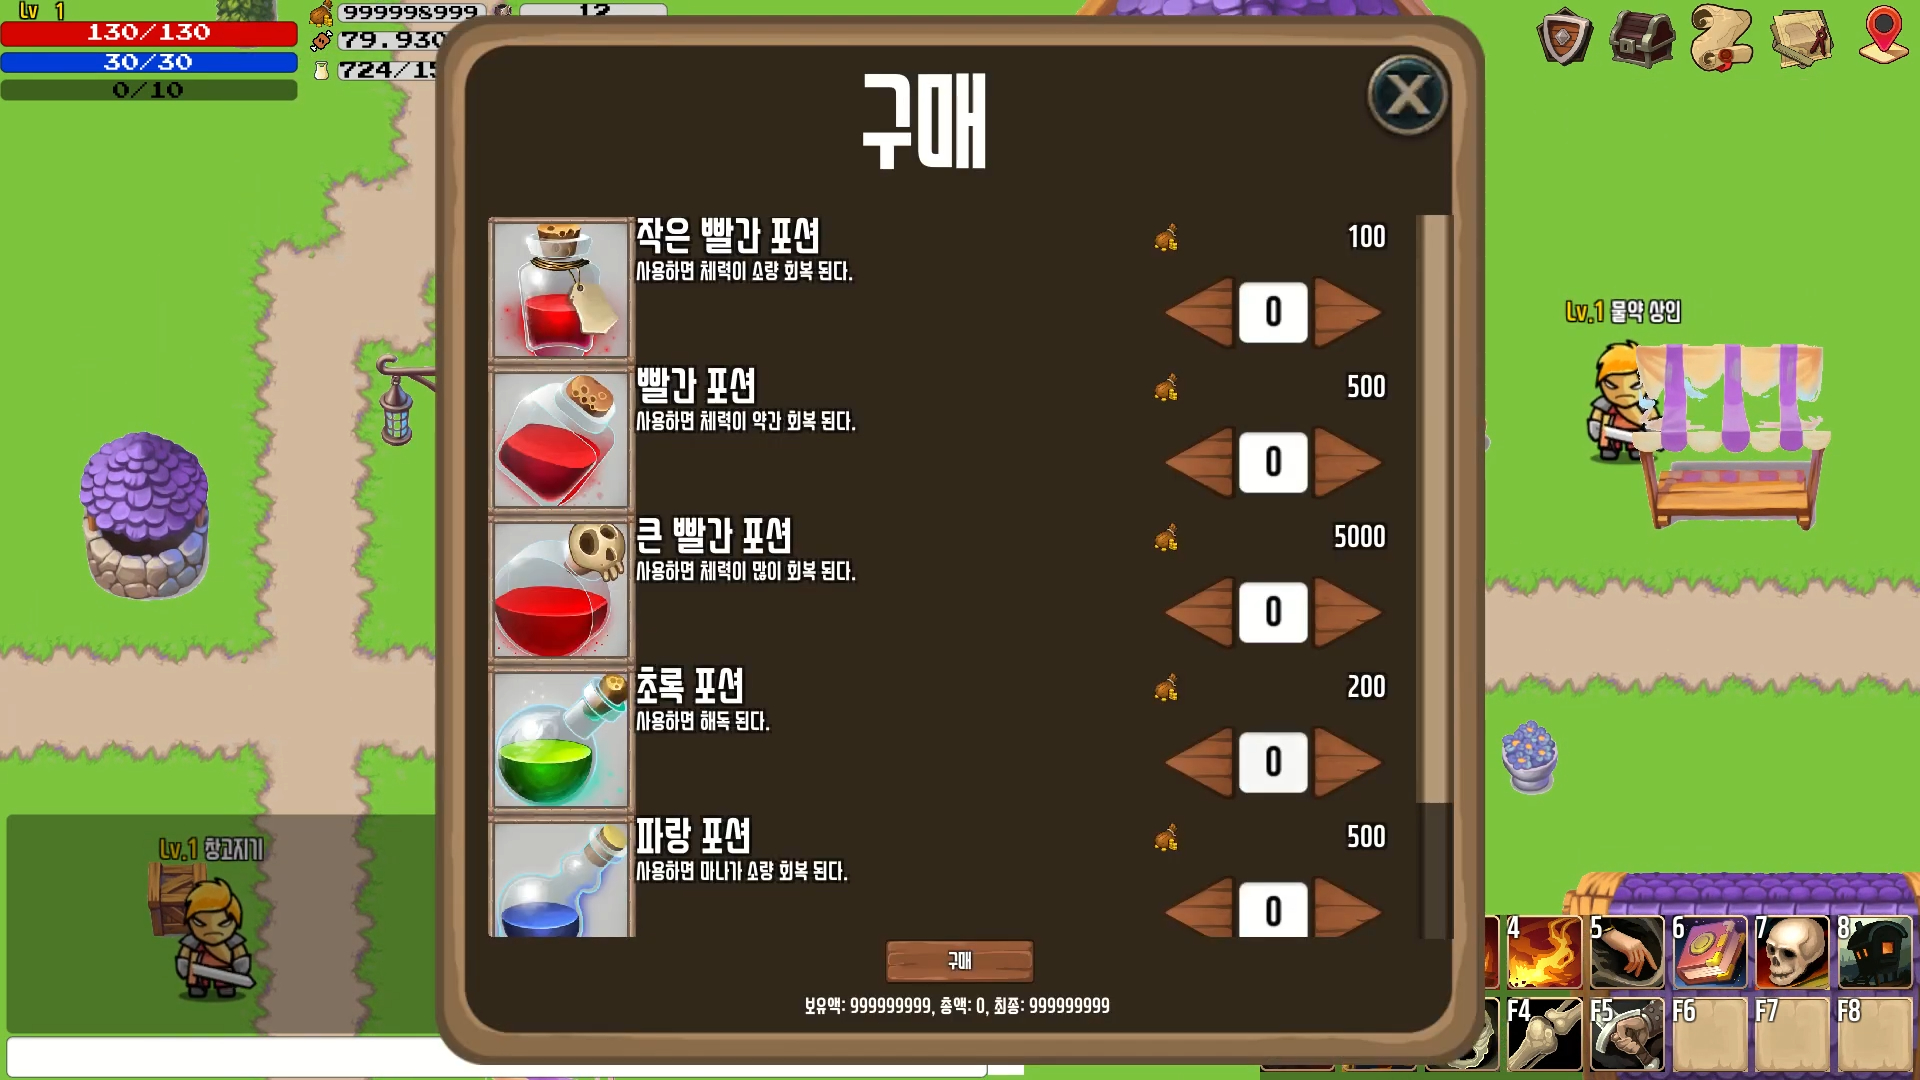 Lv 1
999998999
12
130/130
79.930
30/30
724/15
0/10
구매
X
작은 빨간 포션
100
사용하면 체력이 소량 회복 된다.
0
빨간 포션
500
사용하면 체력이 약간 회복 된다.
0
큰 빨간 포션
5000
사용하면 체력이 많이 회복 된다.
0
초록 포션
200
사용하면 해독 된다.
0
파랑 포션
500
사용하면 마나가 소량 회복 된다.
0
구매
보유액: 999999999, 총액: 0, 최종: 999999999
Lv.1 물약 상인
Lv.1 창고지기
4 5 6 7 8
F4 F5 F6 F7 F8